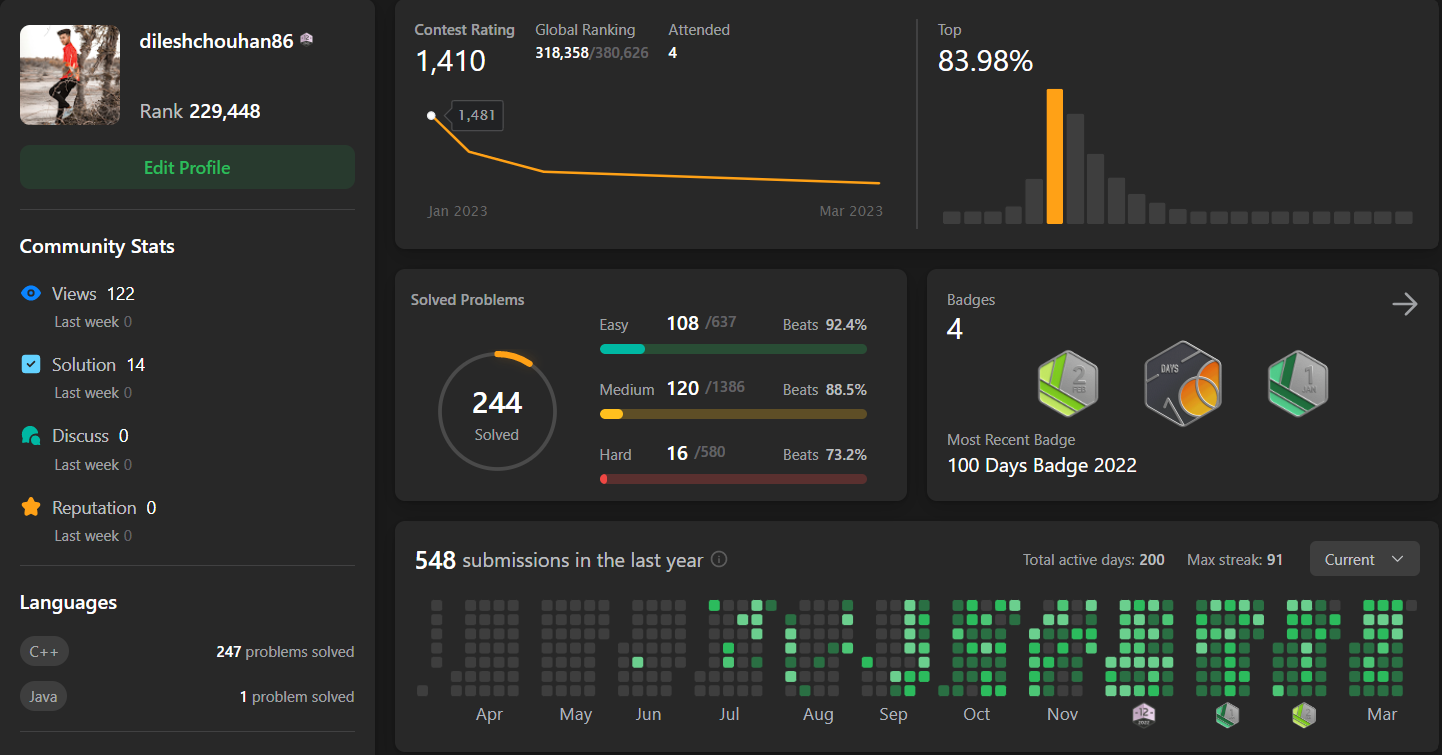 dileshchouhan86
Rank 229,448
Edit Profile
Community Stats
Views 122
Last week 0
Solution 14
Last week 0
Discuss 0
Last week 0
Reputation 0
Last week 0
Languages
C++ 247 problems solved
Java 1 problem solved
Contest Rating Global Ranking Attended
1,410 318,358/380,626 4
1,481
Jan 2023 Mar 2023
Top
83.98%
Solved Problems
244
Solved
Easy 108 /637 Beats 92.4%
Medium 120 /1386 Beats 88.5%
Hard 16 /580 Beats 73.2%
Badges
4
2
FEB
DAYS
1
JAN
Most Recent Badge
100 Days Badge 2022
548 submissions in the last year Total active days: 200 Max streak: 91 Current
Apr May Jun Jul Aug Sep Oct Nov 12 Mar